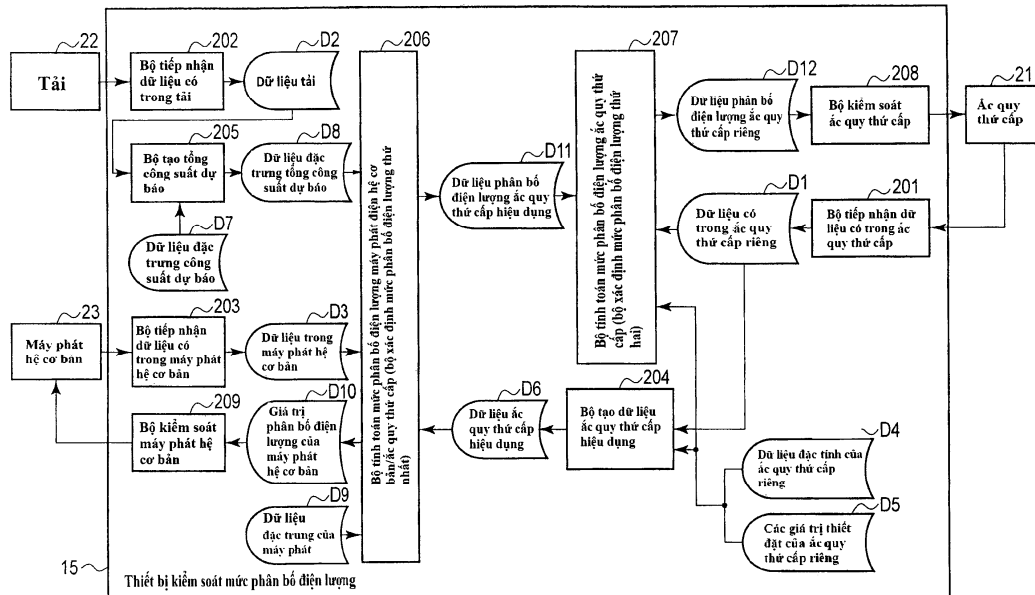 22
Tải
202
Bộ tiếp nhận
dữ liệu có
trong tải
D2
Dữ liệu tải
205
Bộ tạo tổng
công suất dự
báo
D8
Dữ liệu đặc
trưng tổng công
suất dự báo
D7
Dữ liệu đặc
trưng công
suất dự báo
23
Máy phát
hệ cơ bản
203
Bộ tiếp nhận
dữ liệu có
trong máy phát
hệ cơ bản
D3
Dữ liệu trong
máy phát hệ
cơ bản
209
Bộ kiểm soát
máy phát hệ
cơ bản
D10
Giá trị
phân bố điện
lượng của
máy phát
hệ cơ bản
D9
Dữ liệu
đặc trung của
máy phát
206
Bộ tính toán mức phân bố điện lượng máy phát điện hệ cơ
bản/ắc quy thứ cấp (bộ xác định mức phân bố điện lượng thứ
nhất)
D11
Dữ liệu phân bố
điện lượng ắc quy
thứ cấp hiệu dụng
D6
Dữ liệu ắc
quy thứ cấp
hiệu dụng
207
Bộ tính toán mức phân bố điện lượng ắc quy thứ
cấp (bộ xác định mức phân bố điện lượng thứ
hai)
204
Bộ tạo dữ liệu
ắc quy thứ cấp
hiệu dụng
D12
Dư liệu phân bố
điện lượng ắc quy
thứ cấp riêng
208
Bộ kiểm soát
ắc quy thứ cấp
21
Ắc quy
thứ cấp
D1
Dữ liệu có
trong ắc quy
thứ cấp riêng
201
Bộ tiếp nhận dữ
liệu có trong ắc
quy thứ cấp
D4
Dữ liệu đặc tính của
ắc quy thứ cấp
riêng
D5
Các giá trị thiết
đặt của ắc quy
thứ cấp riêng
15
Thiết bị kiểm soát mức phân bố điện lượng